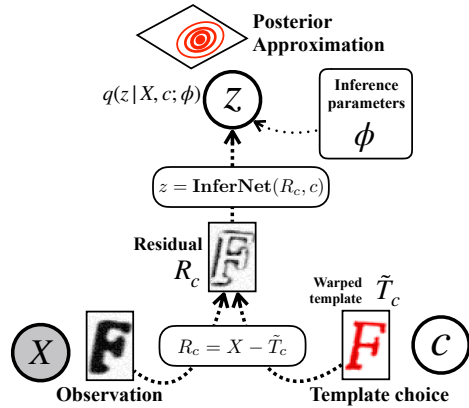 Posterior
Approximation
q(z | X, c; ϕ)
z
Inference
parameters
ϕ
z = InferNet(R_c, c)
Residual
R_c
F
Warped
template
T̃_c
X
F
R_c = X − T̃_c
F
c
Observation
Template choice